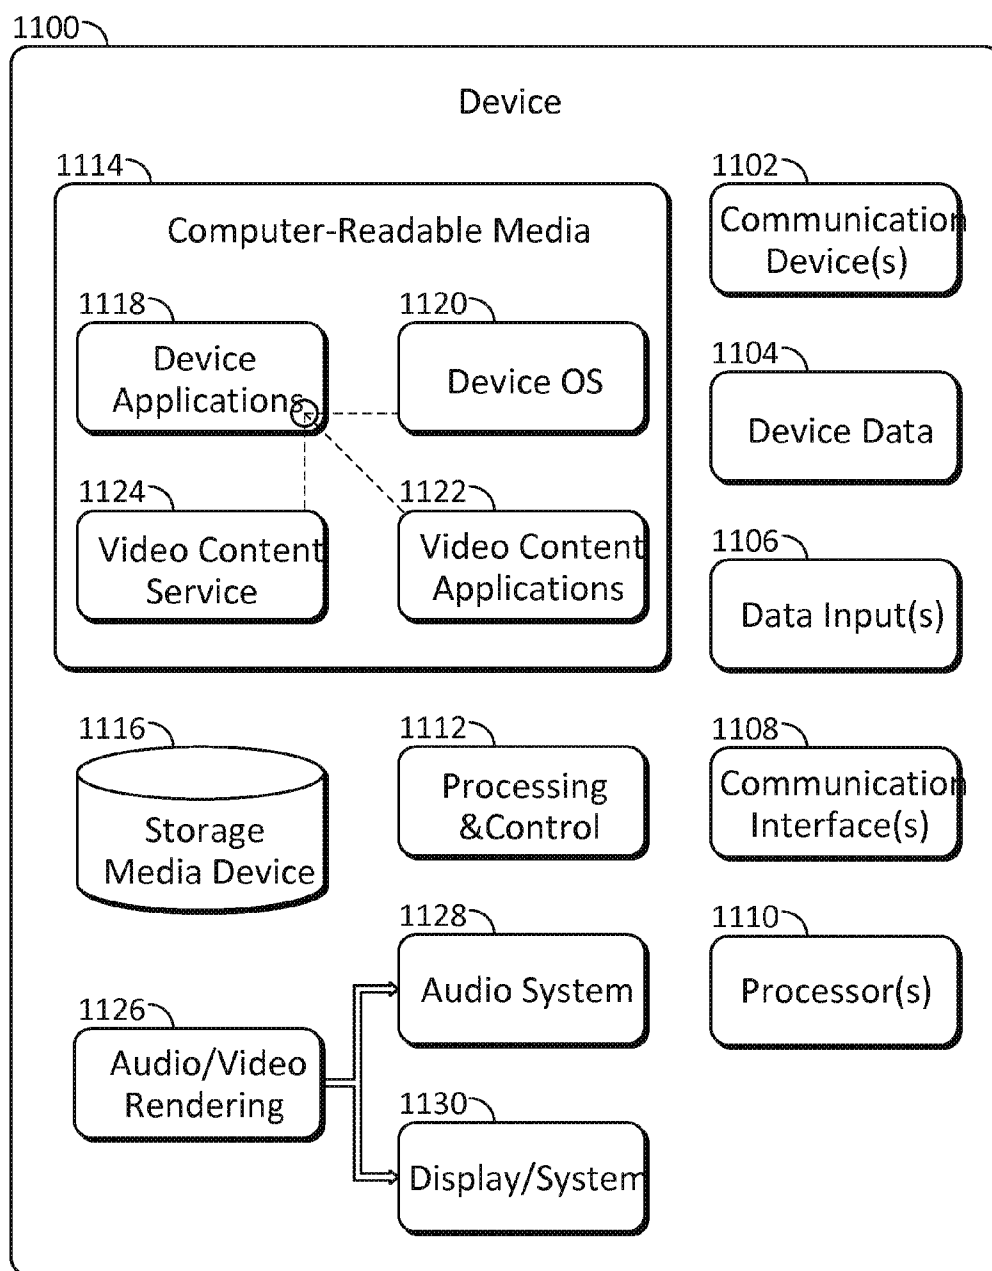 1100
Device
1114
Computer-Readable Media
1118
Device
Applications
1120
Device OS
1124
Video Content
Service
1122
Video Content
Applications
1102
Communication
Device(s)
1104
Device Data
1106
Data Input(s)
1116
Storage
Media Device
1112
Processing
&Control
1108
Communication
Interface(s)
1128
Audio System
1110
Processor(s)
1126
Audio/Video
Rendering
1130
Display/System